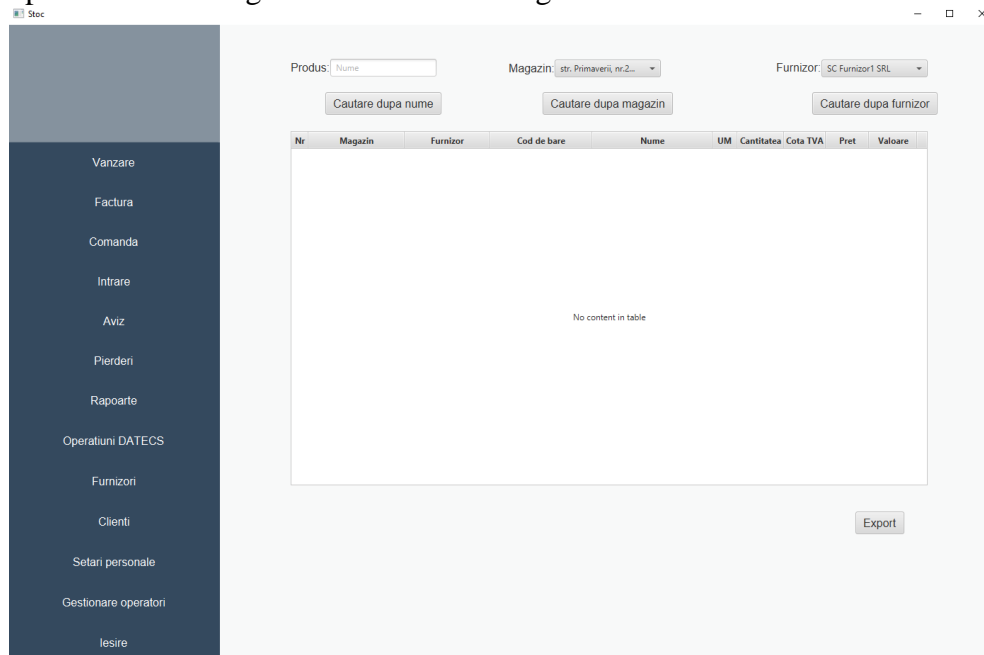 Stoc
Produs: Nume Magazin: str. Primaverii, nr.2... Furnizor: SC Furnizor1 SRL
Cautare dupa nume Cautare dupa magazin Cautare dupa furnizor
Nr Magazin Furnizor Cod de bare Nume UM Cantitatea Cota TVA Pret Valoare
No content in table
Export
Vanzare
Factura
Comanda
Intrare
Aviz
Pierderi
Rapoarte
Operatiuni DATECS
Furnizori
Clienti
Setari personale
Gestionare operatori
Iesire